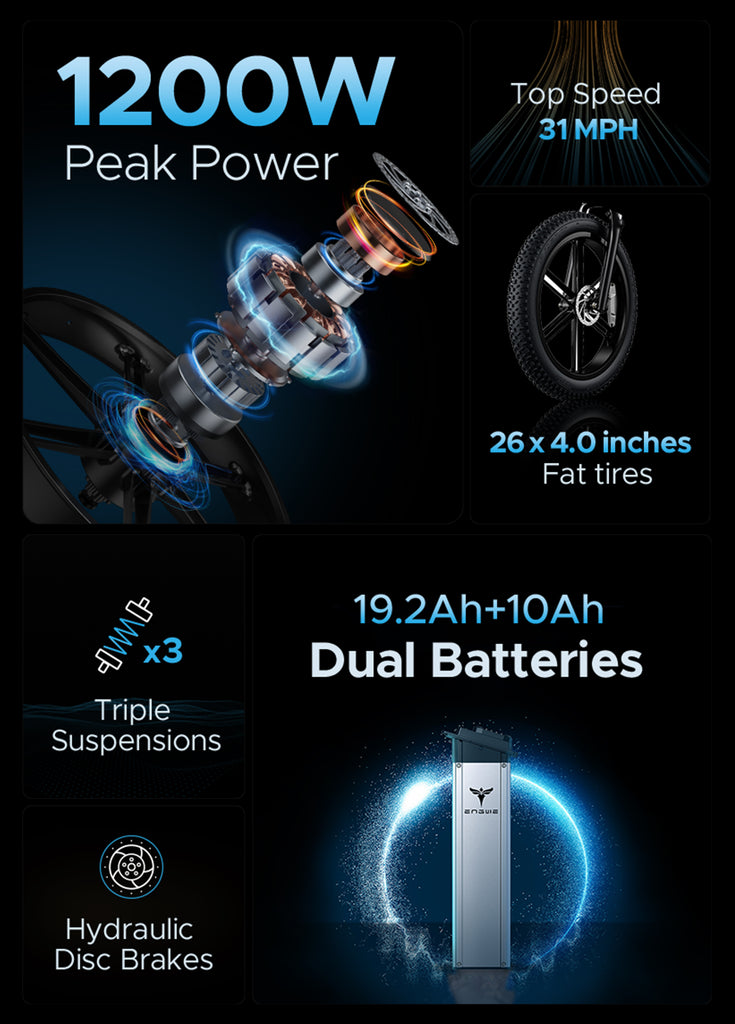 1200W
Peak Power
Top Speed
31 MPH
26 x 4.0 inches
Fat tires
x3
Triple
Suspensions
19.2Ah+10Ah
Dual Batteries
ENGWE
Hydraulic
Disc Brakes